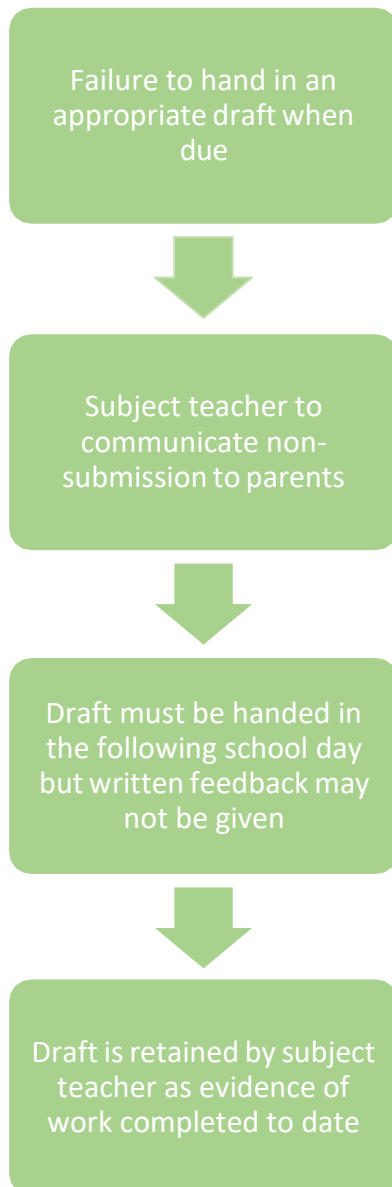 Failure to hand in an
appropriate draft when
due
Subject teacher to
communicate non-
submission to parents
Draft must be handed in
the following school day
but written feedback may
not be given
Draft is retained by subject
teacher as evidence of
work completed to date